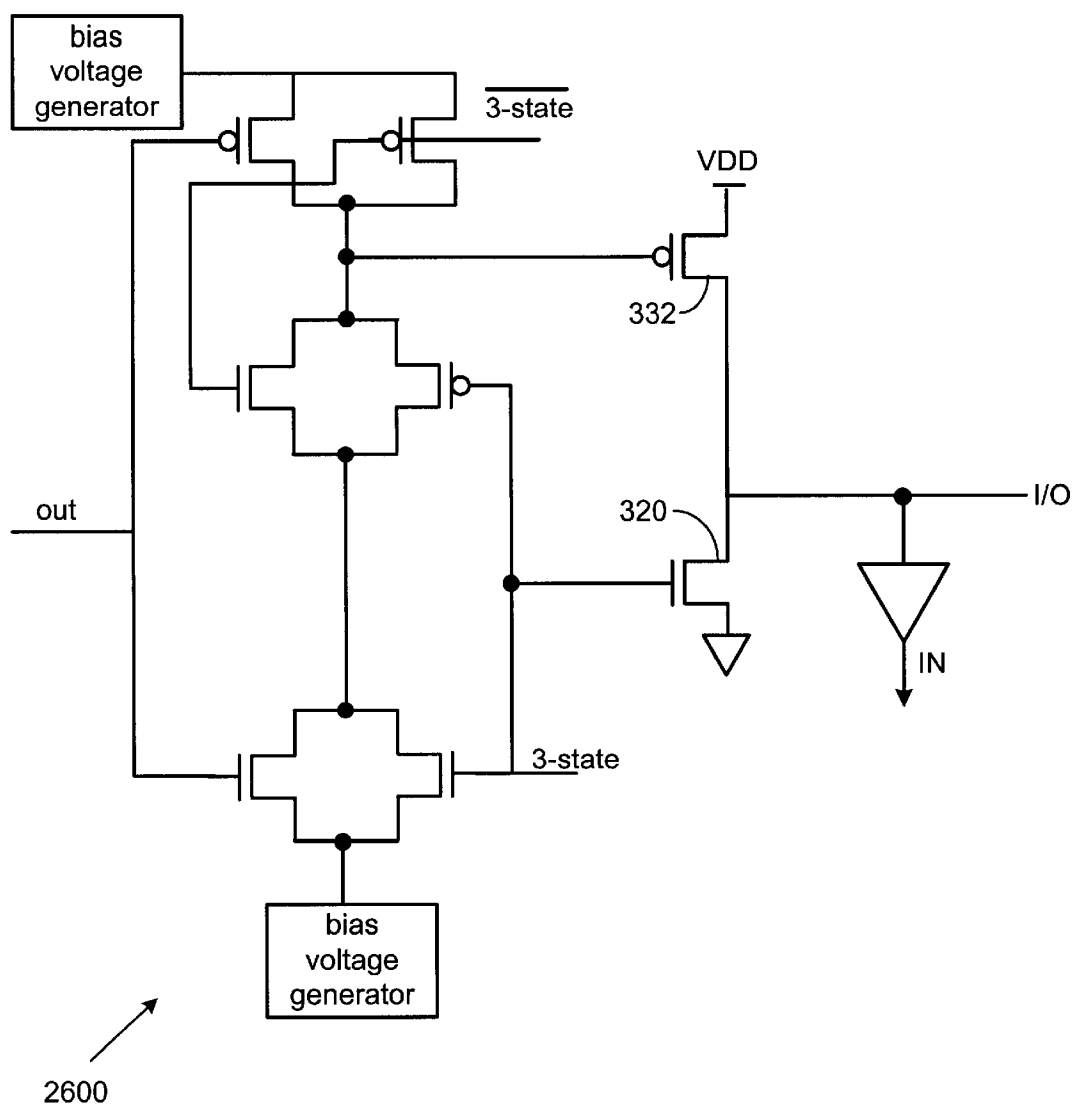 bias
voltage
generator
3-state
VDD
332
out
320
I/O
IN
3-state
bias
voltage
generator
2600